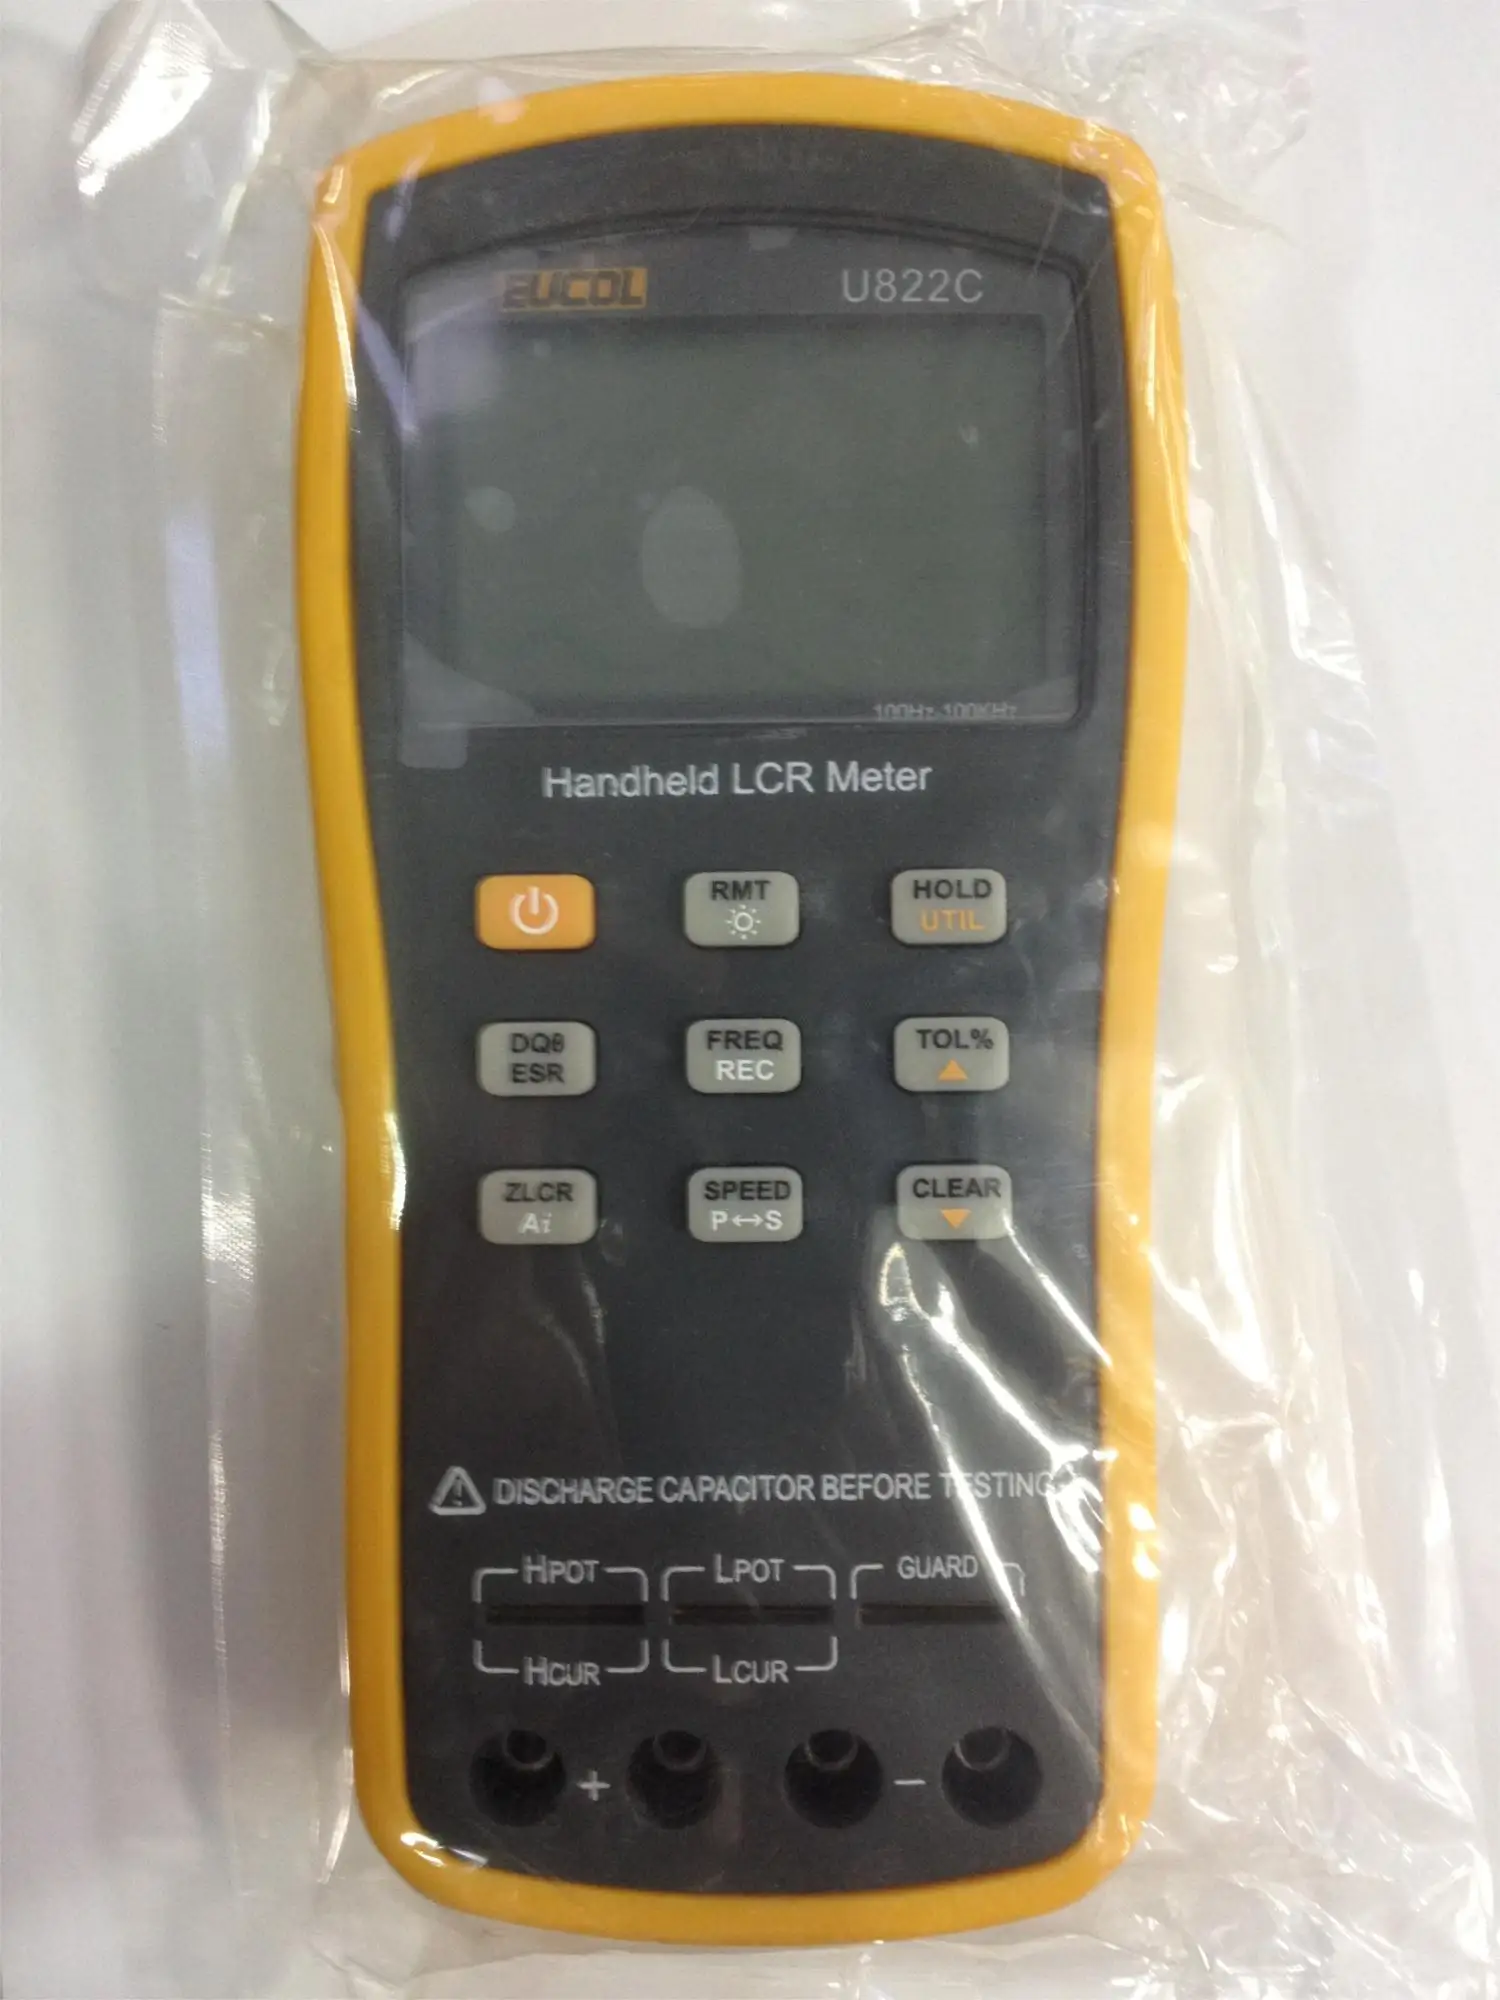 EUCOL U822C
100Hz-100KHz
Handheld LCR Meter
RMT HOLD
UTIL
DQθ FREQ TOL%
ESR REC
ZLCR SPEED CLEAR
Ai P↔S
DISCHARGE CAPACITOR BEFORE TESTING
HPOT LPOT GUARD
HCUR LCUR
+ −